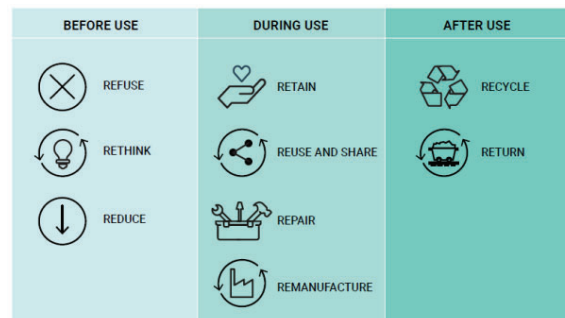 BEFORE USE
REFUSE
RETHINK
REDUCE
DURING USE
RETAIN
REUSE AND SHARE
REPAIR
REMANUFACTURE
AFTER USE
RECYCLE
RETURN